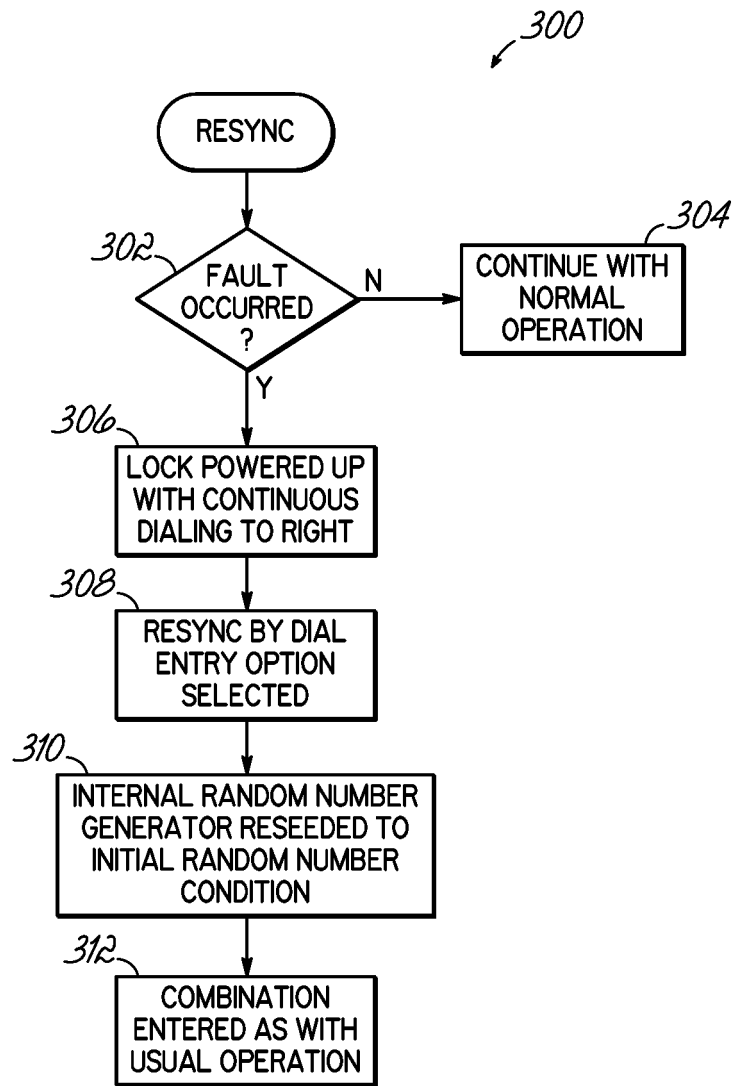 300
RESYNC
302
FAULT
OCCURRED
?
N
Y
304
CONTINUE WITH
NORMAL
OPERATION
306
LOCK POWERED UP
WITH CONTINUOUS
DIALING TO RIGHT
308
RESYNC BY DIAL
ENTRY OPTION
SELECTED
310
INTERNAL RANDOM NUMBER
GENERATOR RESEEDED TO
INITIAL RANDOM NUMBER
CONDITION
312
COMBINATION
ENTERED AS WITH
USUAL OPERATION